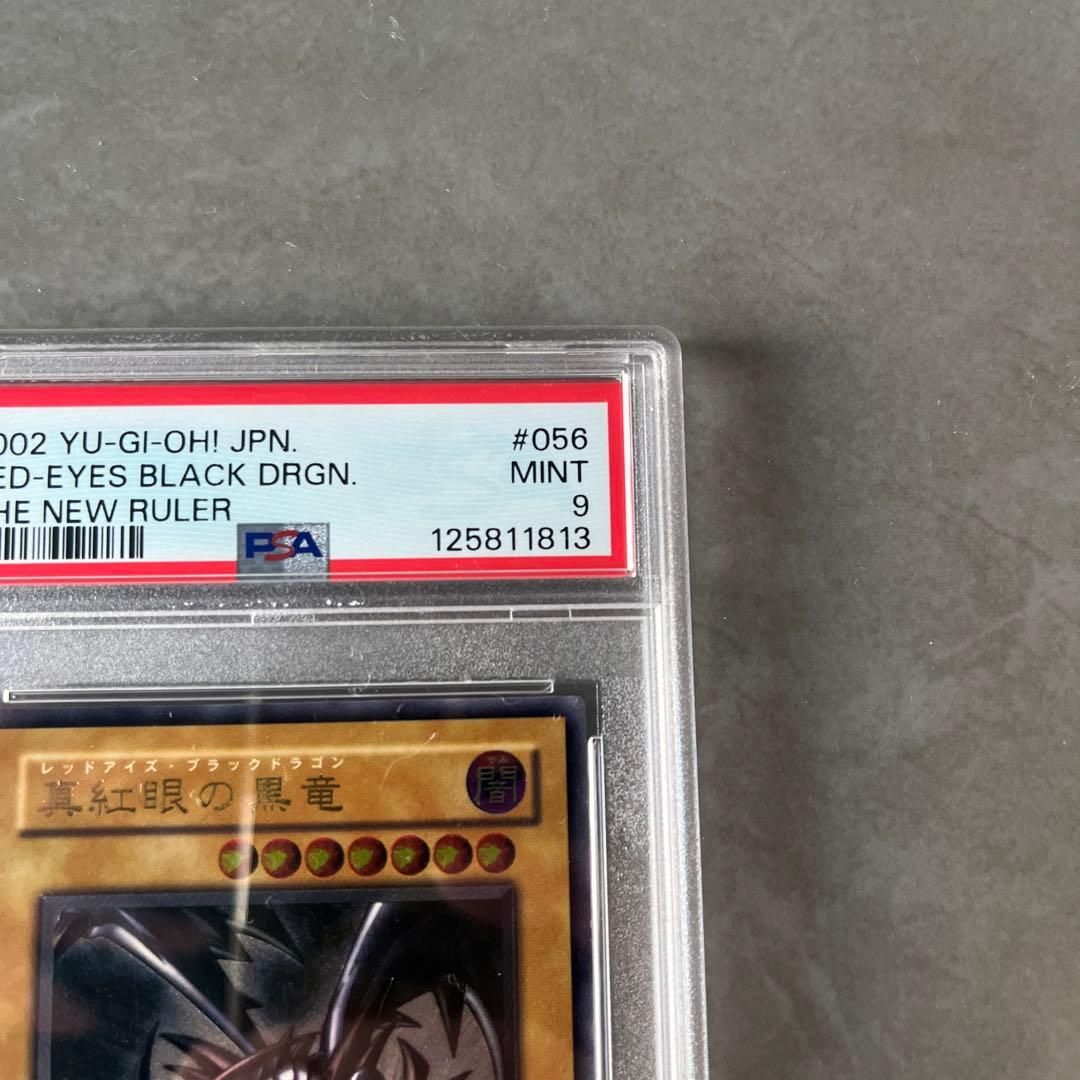 002 YU-GI-OH! JPN. #056
ED-EYES BLACK DRGN. MINT
HE NEW RULER 9
PSA 125811813
レッドアイズ・ブラックドラゴン
真紅眼の黒竜
やみ
闇